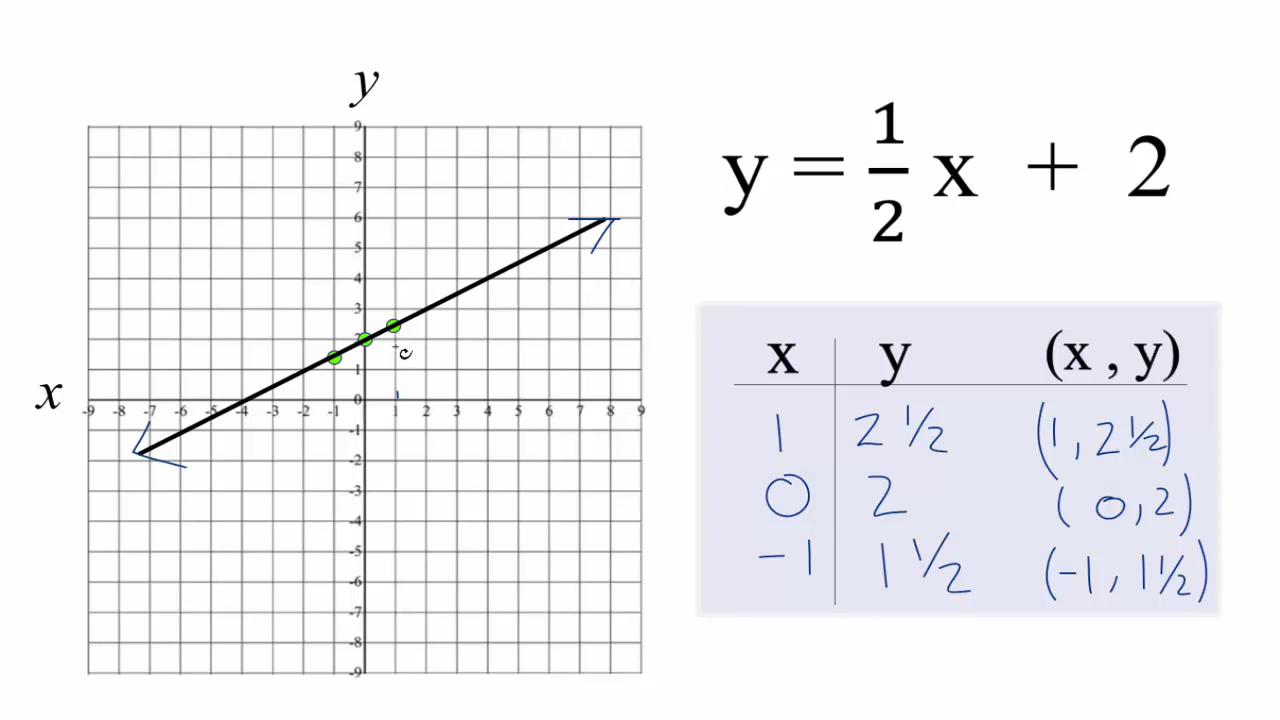 y
9
8
7
6
5
4
3
2
1
x
-9 -8 -7 -6 -5 -4 -3 -2 -1 0 1 2 3 4 5 6 7 8 9
-1
-2
-3
-4
-5
-6
-7
-8
-9
y = 1/2 x + 2
x y (x , y)
1 2 ½ (1, 2 ½)
0 2 (0, 2)
-1 1 ½ (-1, 1 ½)